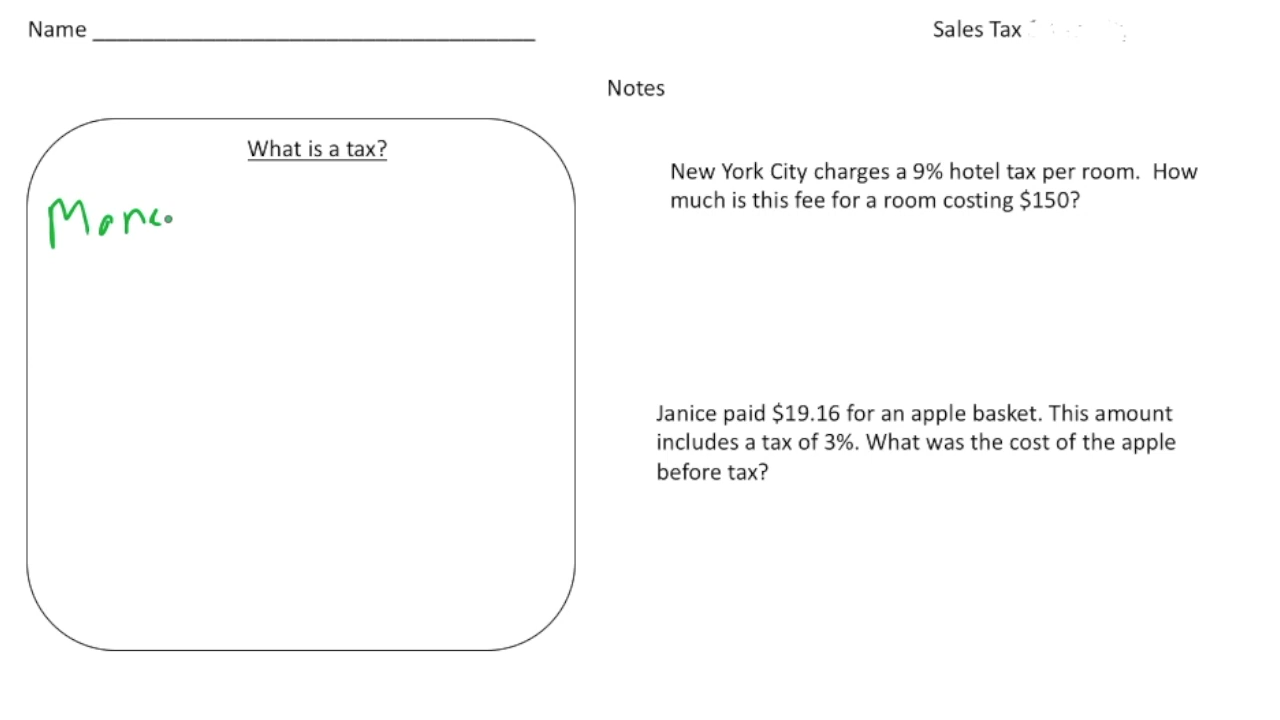 Name
Sales Tax
Notes
What is a tax?
New York City charges a 9% hotel tax per room. How
much is this fee for a room costing $150?
Janice paid $19.16 for an apple basket. This amount
includes a tax of 3%. What was the cost of the apple
before tax?